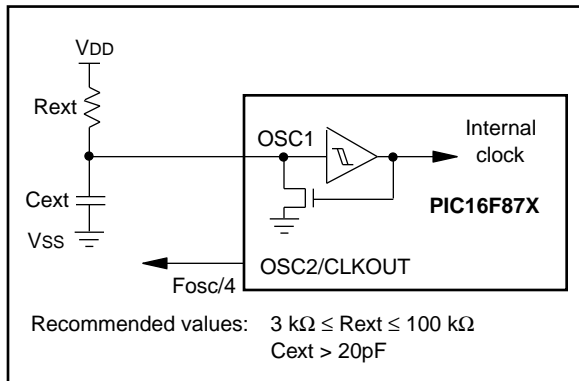 VDD
Rext
OSC1
Internal
clock
Cext
PIC16F87X
VSS
OSC2/CLKOUT
Fosc/4
Recommended values: 3 kΩ ≤ Rext ≤ 100 kΩ
Cext > 20pF